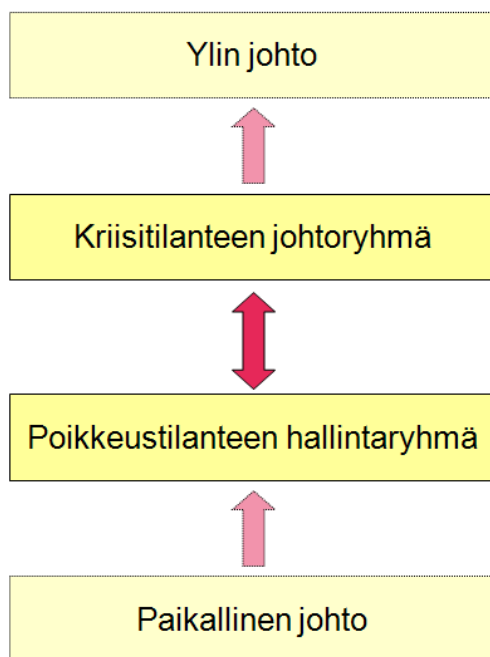 Ylin johto
Kriisitilanteen johtoryhmä
Poikkeustilanteen hallintaryhmä
Paikallinen johto